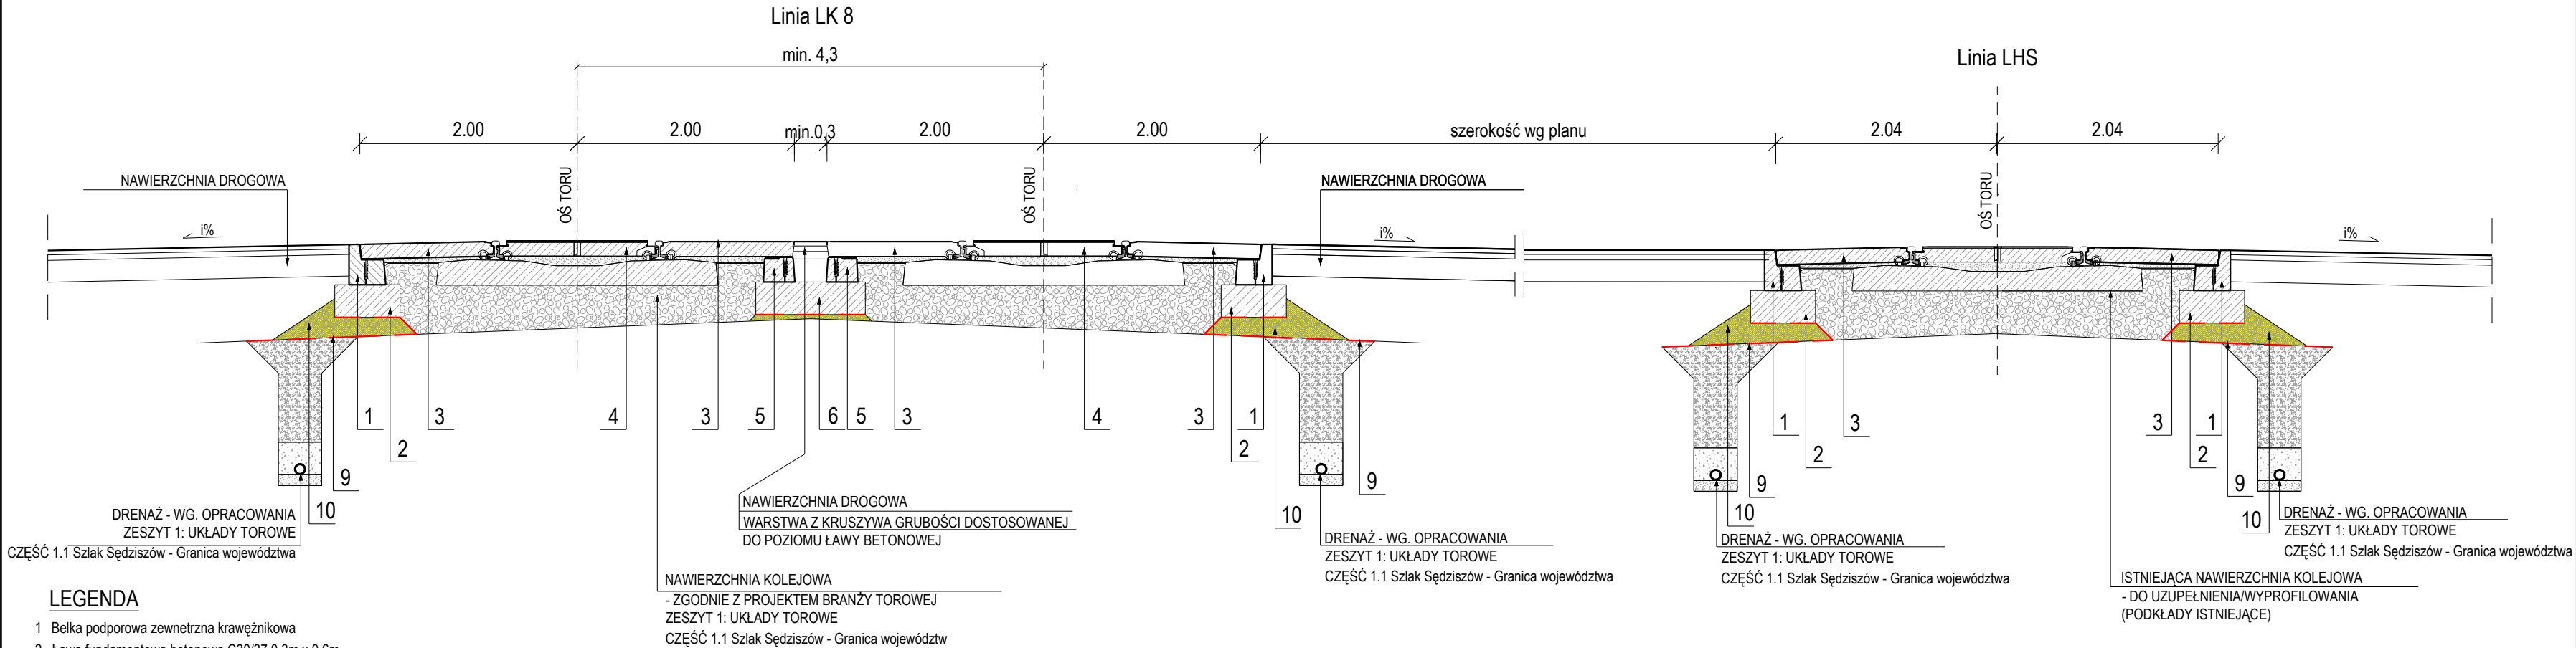 Linia LK 8
min. 4,3
Linia LHS
2.00
2.00
min.0,3
2.00
2.00
szerokość wg planu
2.04
2.04
NAWIERZCHNIA DROGOWA
OŚ TORU
OŚ TORU
NAWIERZCHNIA DROGOWA
OŚ TORU
i%
i%
i%
1
3
4
3
5
6
5
3
4
3
1
1
3
3
1
2
2
2
2
9
9
9
9
10
10
10
10
DRENAŻ - WG. OPRACOWANIA
ZESZYT 1: UKŁADY TOROWE
CZĘŚĆ 1.1 Szlak Sędziszów - Granica województwa
NAWIERZCHNIA DROGOWA
WARSTWA Z KRUSZYWA GRUBOŚCI DOSTOSOWANEJ
DO POZIOMU ŁAWY BETONOWEJ
DRENAŻ - WG. OPRACOWANIA
ZESZYT 1: UKŁADY TOROWE
CZĘŚĆ 1.1 Szlak Sędziszów - Granica województwa
DRENAŻ - WG. OPRACOWANIA
ZESZYT 1: UKŁADY TOROWE
CZĘŚĆ 1.1 Szlak Sędziszów - Granica województwa
DRENAŻ - WG. OPRACOWANIA
ZESZYT 1: UKŁADY TOROWE
CZĘŚĆ 1.1 Szlak Sędziszów - Granica województwa
NAWIERZCHNIA KOLEJOWA
- ZGODNIE Z PROJEKTEM BRANŻY TOROWEJ
ZESZYT 1: UKŁADY TOROWE
CZĘŚĆ 1.1 Szlak Sędziszów - Granica województw
ISTNIEJĄCA NAWIERZCHNIA KOLEJOWA
- DO UZUPEŁNIENIA/WYPROFILOWANIA
(PODKŁADY ISTNIEJĄCE)
LEGENDA
1 Belka podporowa zewnetrzna krawężnikowa